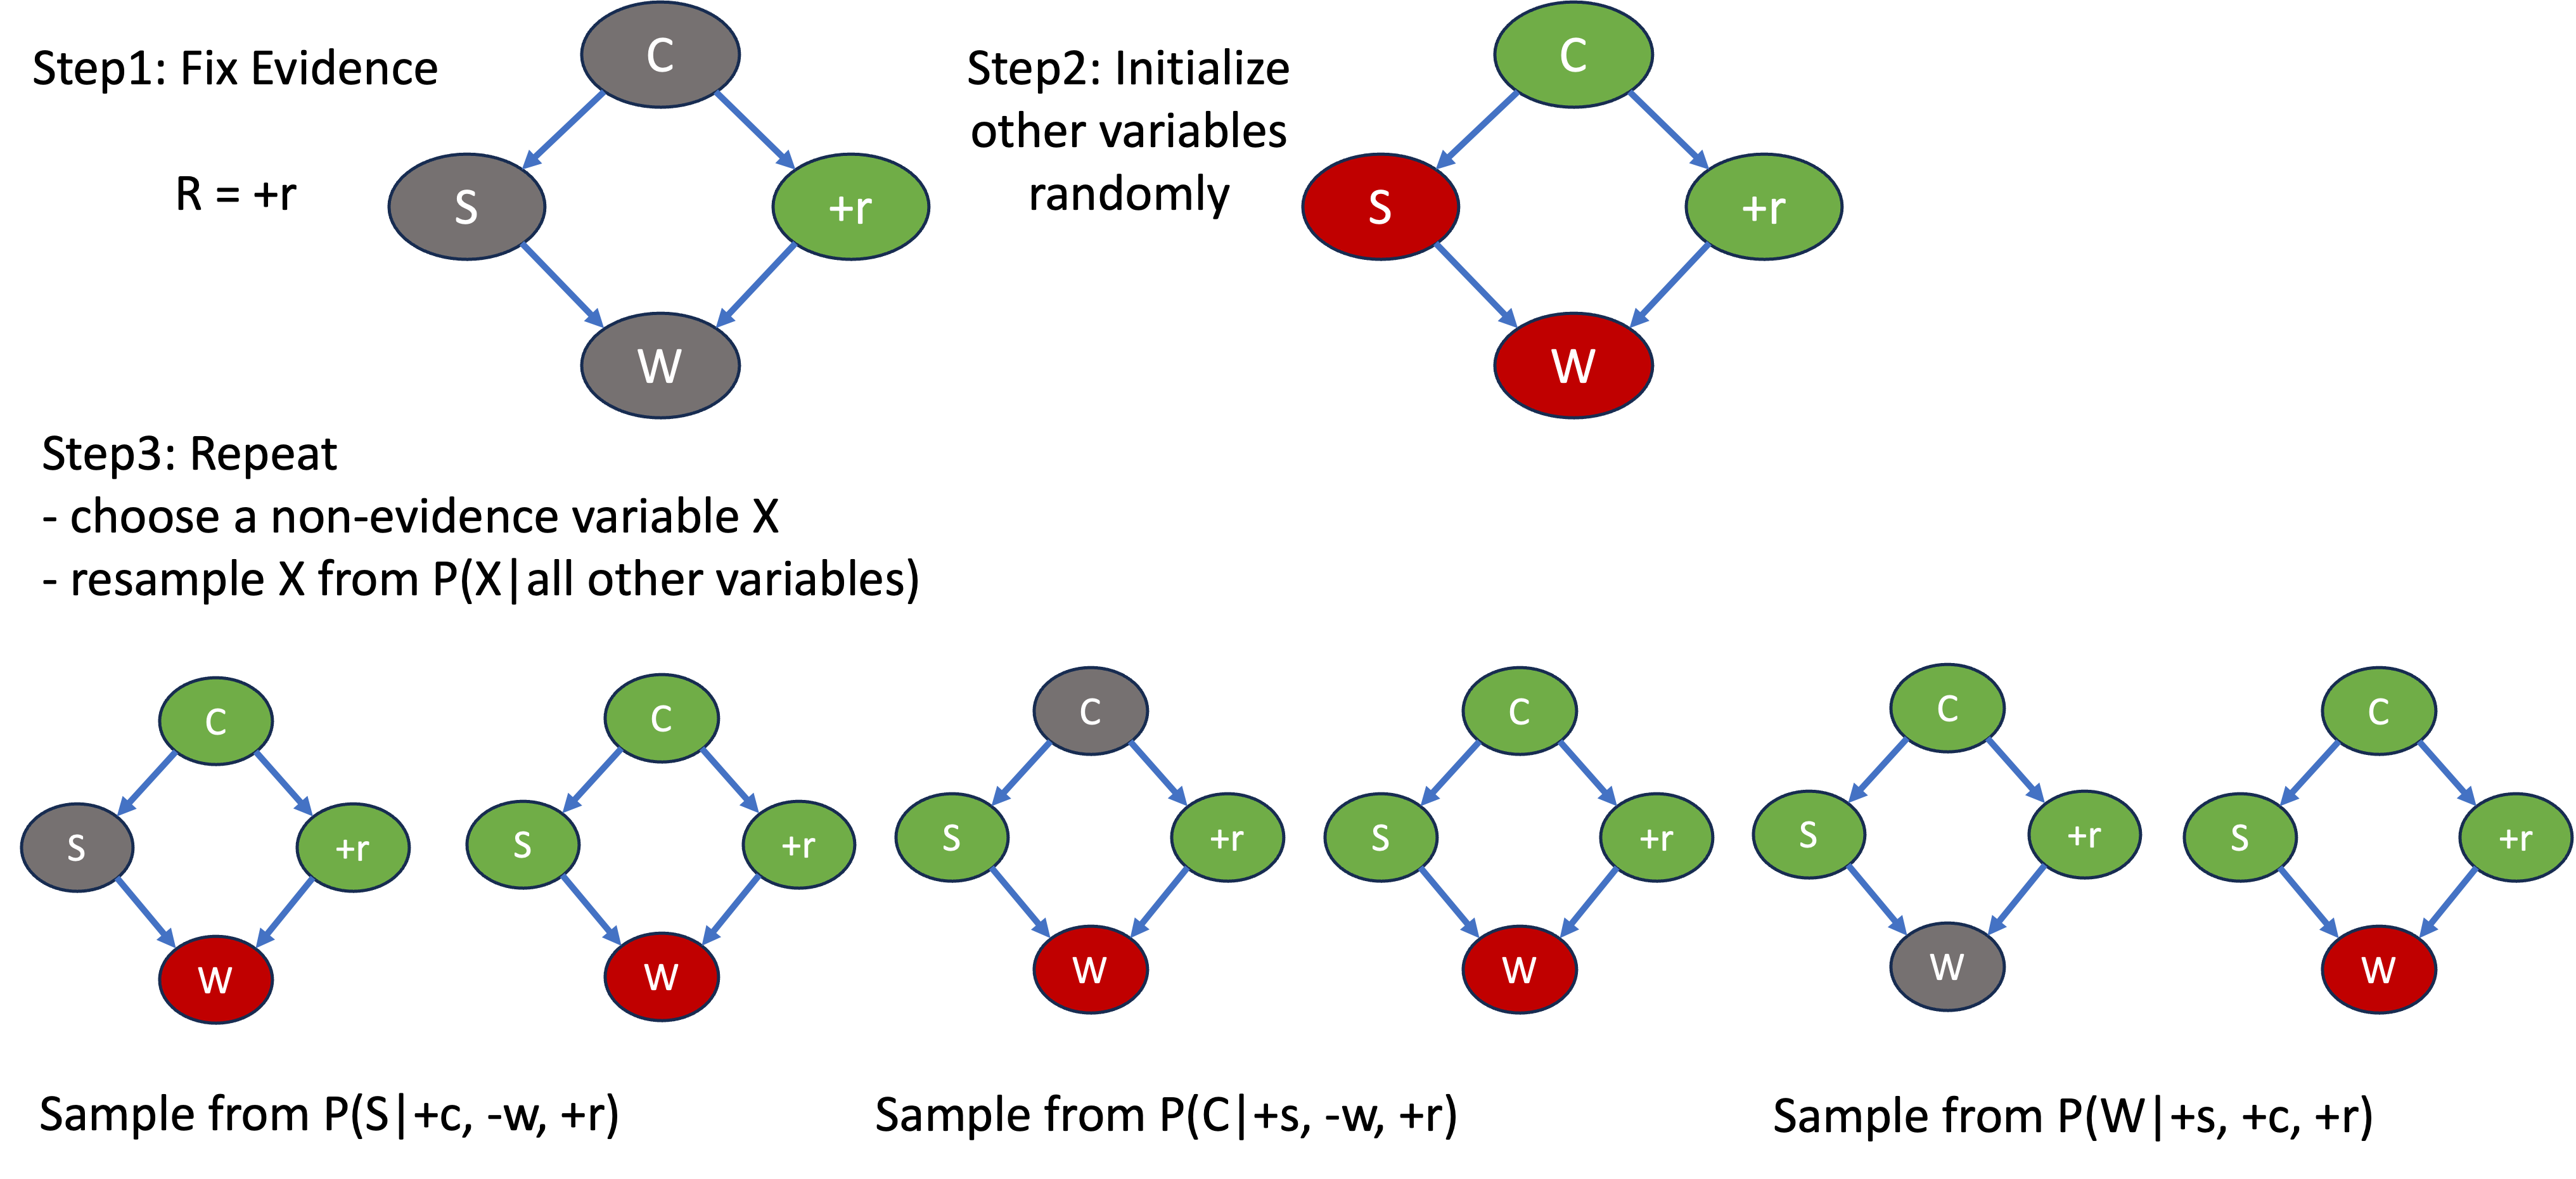 Step1: Fix Evidence
R = +r
C
S
+r
W
Step2: Initialize
other variables
randomly
C
S
+r
W
Step3: Repeat
- choose a non-evidence variable X
- resample X from P(X|all other variables)
C
S
+r
W
C
S
+r
W
C
S
+r
W
C
S
+r
W
C
S
+r
W
C
S
+r
W
Sample from P(S|+c, -w, +r)
Sample from P(C|+s, -w, +r)
Sample from P(W|+s, +c, +r)